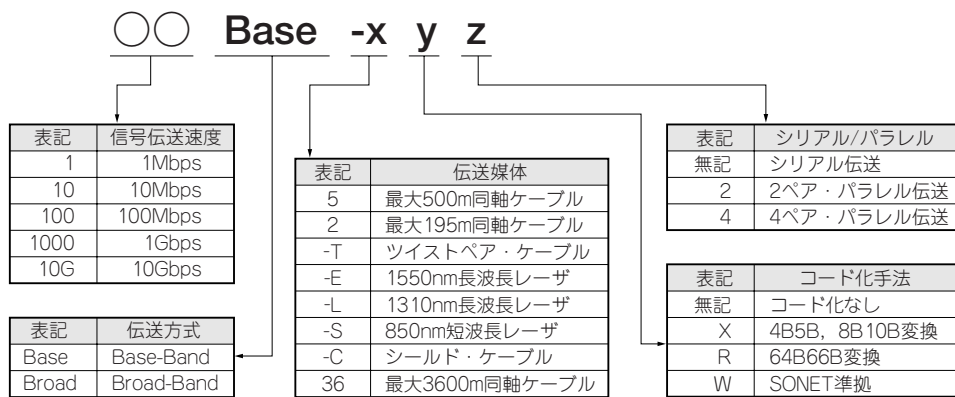 ○○ Base -x y z
表記 信号伝送速度
1 1Mbps
10 10Mbps
100 100Mbps
1000 1Gbps
10G 10Gbps
表記 伝送方式
Base Base-Band
Broad Broad-Band
表記 伝送媒体
5 最大500m同軸ケーブル
2 最大195m同軸ケーブル
-T ツイストペア・ケーブル
-E 1550nm長波長レーザ
-L 1310nm長波長レーザ
-S 850nm短波長レーザ
-C シールド・ケーブル
36 最大3600m同軸ケーブル
表記 シリアル/パラレル
無記 シリアル伝送
2 2ペア・パラレル伝送
4 4ペア・パラレル伝送
表記 コード化手法
無記 コード化なし
X 4B5B，8B10B変換
R 64B66B変換
W SONET準拠